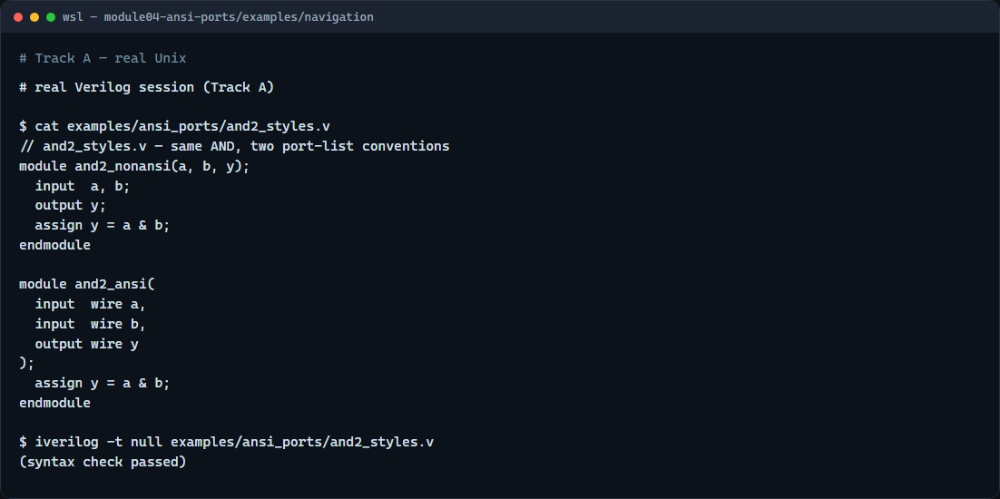 wsl — module04-ansi-ports/examples/navigation
# Track A — real Unix
# real Verilog session (Track A)
$ cat examples/ansi_ports/and2_styles.v
// and2_styles.v — same AND, two port-list conventions
module and2_nonansi(a, b, y);
  input  a, b;
  output y;
  assign y = a & b;
endmodule
module and2_ansi(
  input  wire a,
  input  wire b,
  output wire y
);
  assign y = a & b;
endmodule
$ iverilog -t null examples/ansi_ports/and2_styles.v
(syntax check passed)